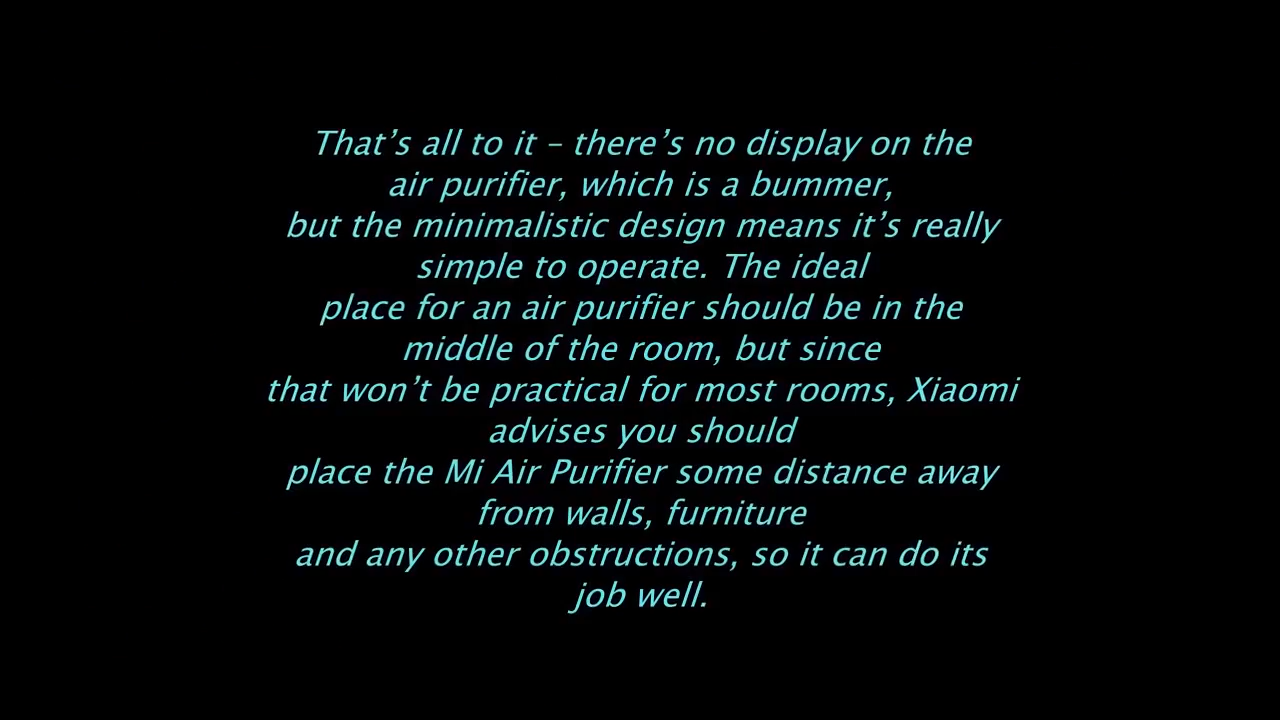 That’s all to it – there’s no display on the
air purifier, which is a bummer,
but the minimalistic design means it’s really
simple to operate. The ideal
place for an air purifier should be in the
middle of the room, but since
that won’t be practical for most rooms, Xiaomi
advises you should
place the Mi Air Purifier some distance away
from walls, furniture
and any other obstructions, so it can do its
job well.